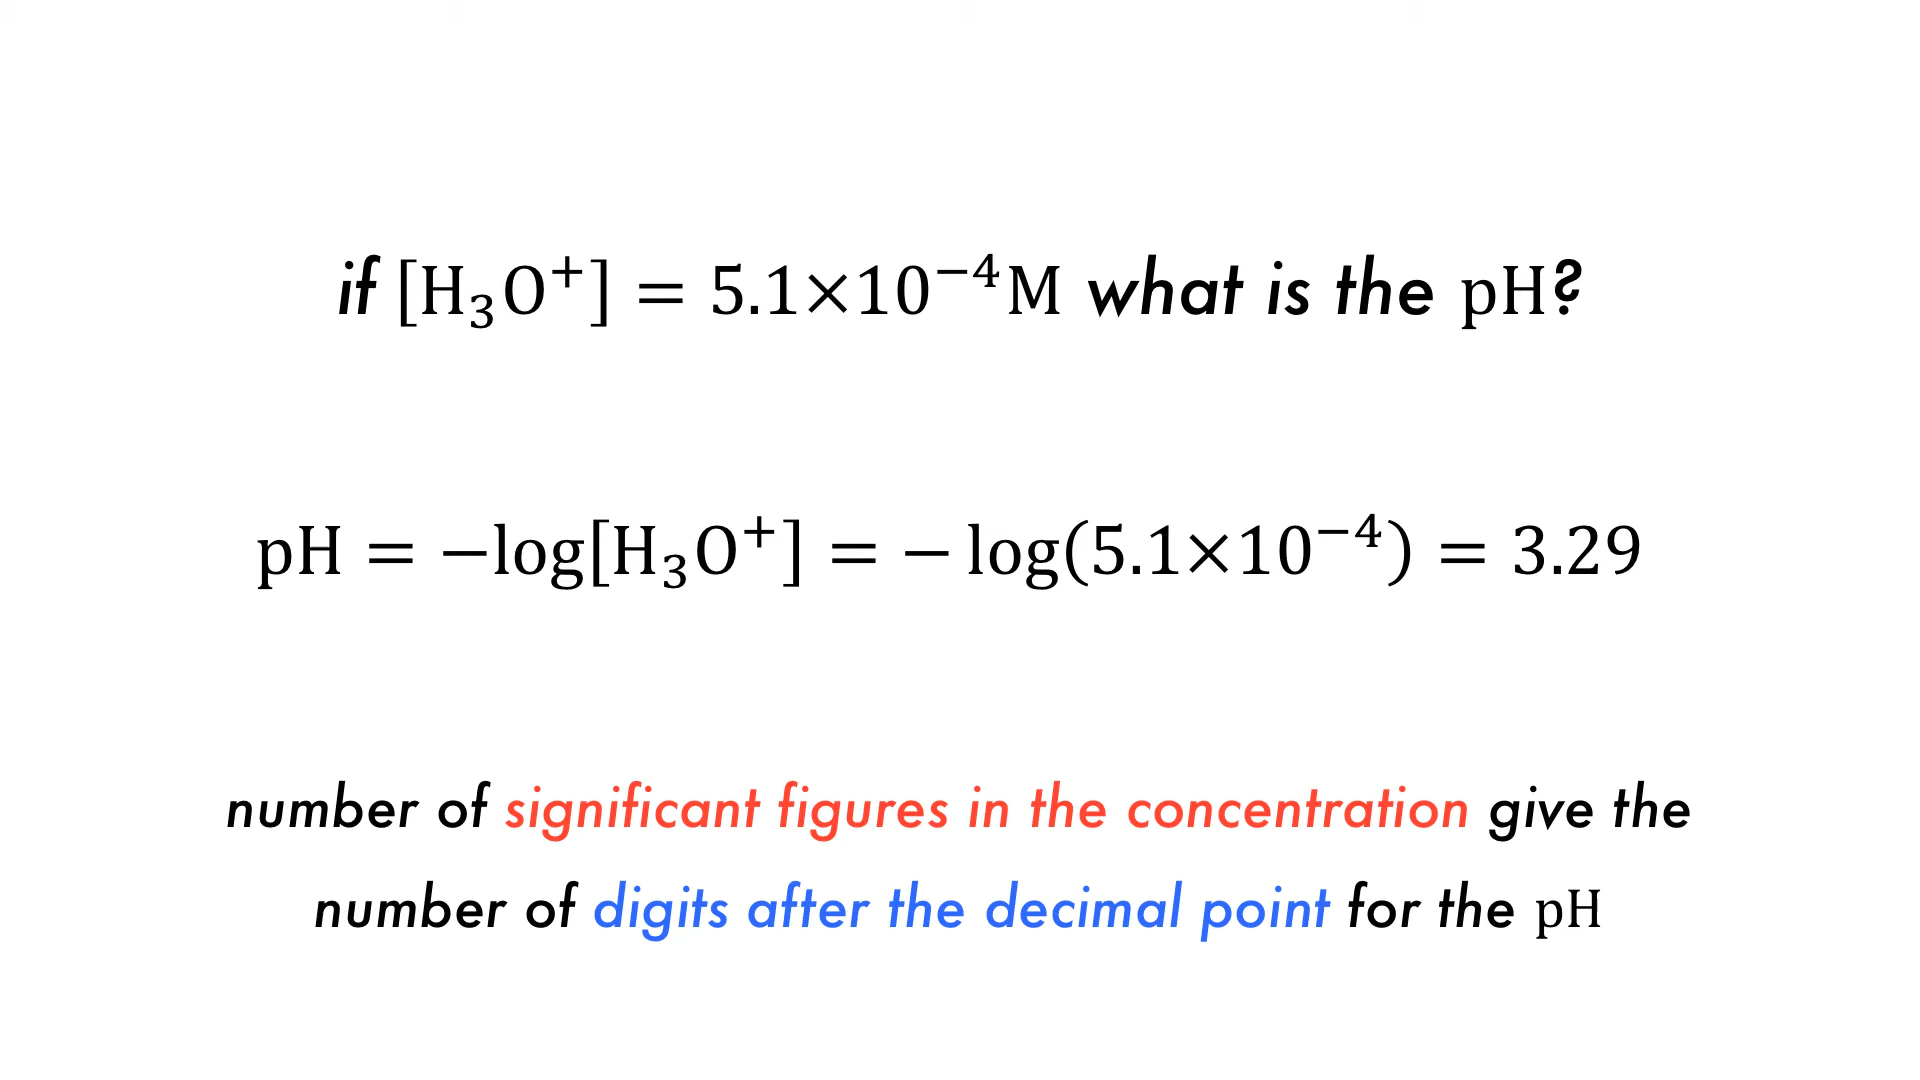 if [H₃O⁺] = 5.1×10⁻⁴M what is the pH?
pH = −log[H₃O⁺] = − log(5.1×10⁻⁴) = 3.29
number of significant figures in the concentration give the
number of digits after the decimal point for the pH